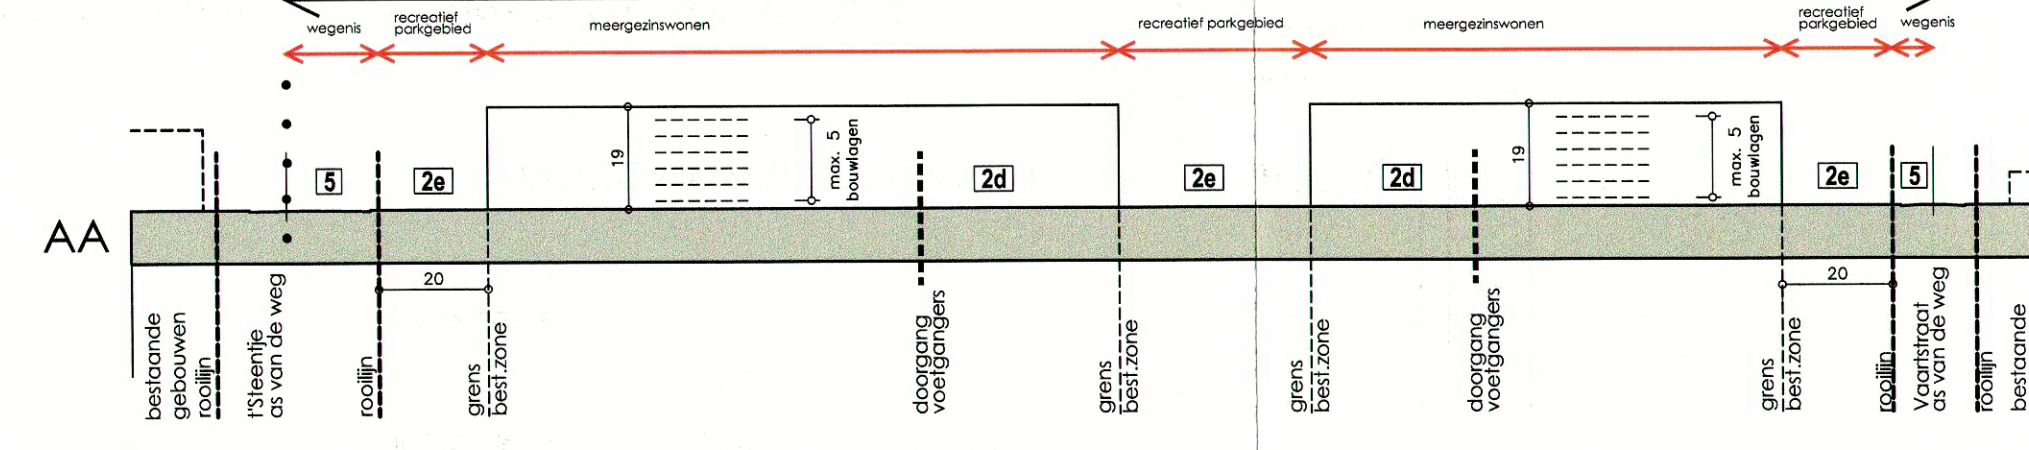 wegenis
recreatief
parkgebied
meergezinswonen
recreatief parkgebied
meergezinswonen
recreatief
parkgebied
wegenis
19
max. 5
bouwlagen
19
max. 5
bouwlagen
5
2e
2d
2e
2d
2e
5
AA
20
20
bestaande
gebouwen
rooilijn
t'Steentje
as van de weg
rooilijn
grens
best.zone
doorgang
voetgangers
grens
best.zone
grens
best.zone
doorgang
voetgangers
grens
best.zone
rooilijn
Vaartstraat
as van de weg
rooilijn
bestaande